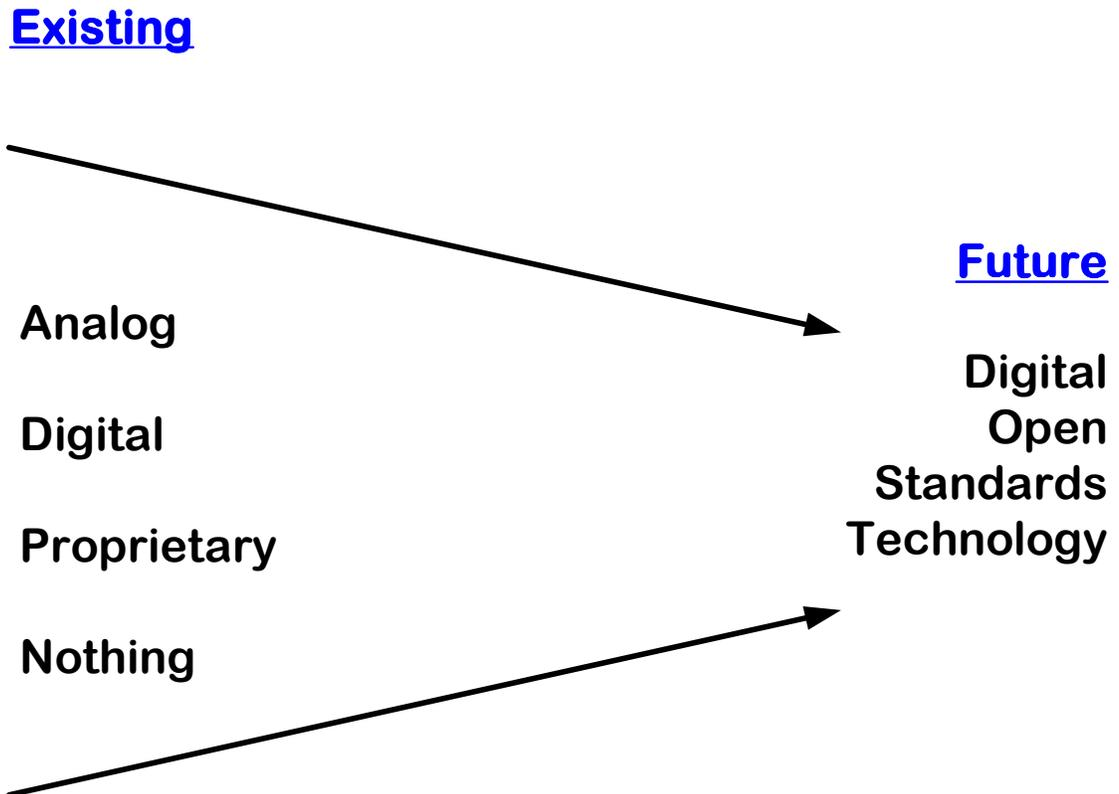 Existing
Analog
Digital
Proprietary
Nothing
Future
Digital
Open
Standards
Technology